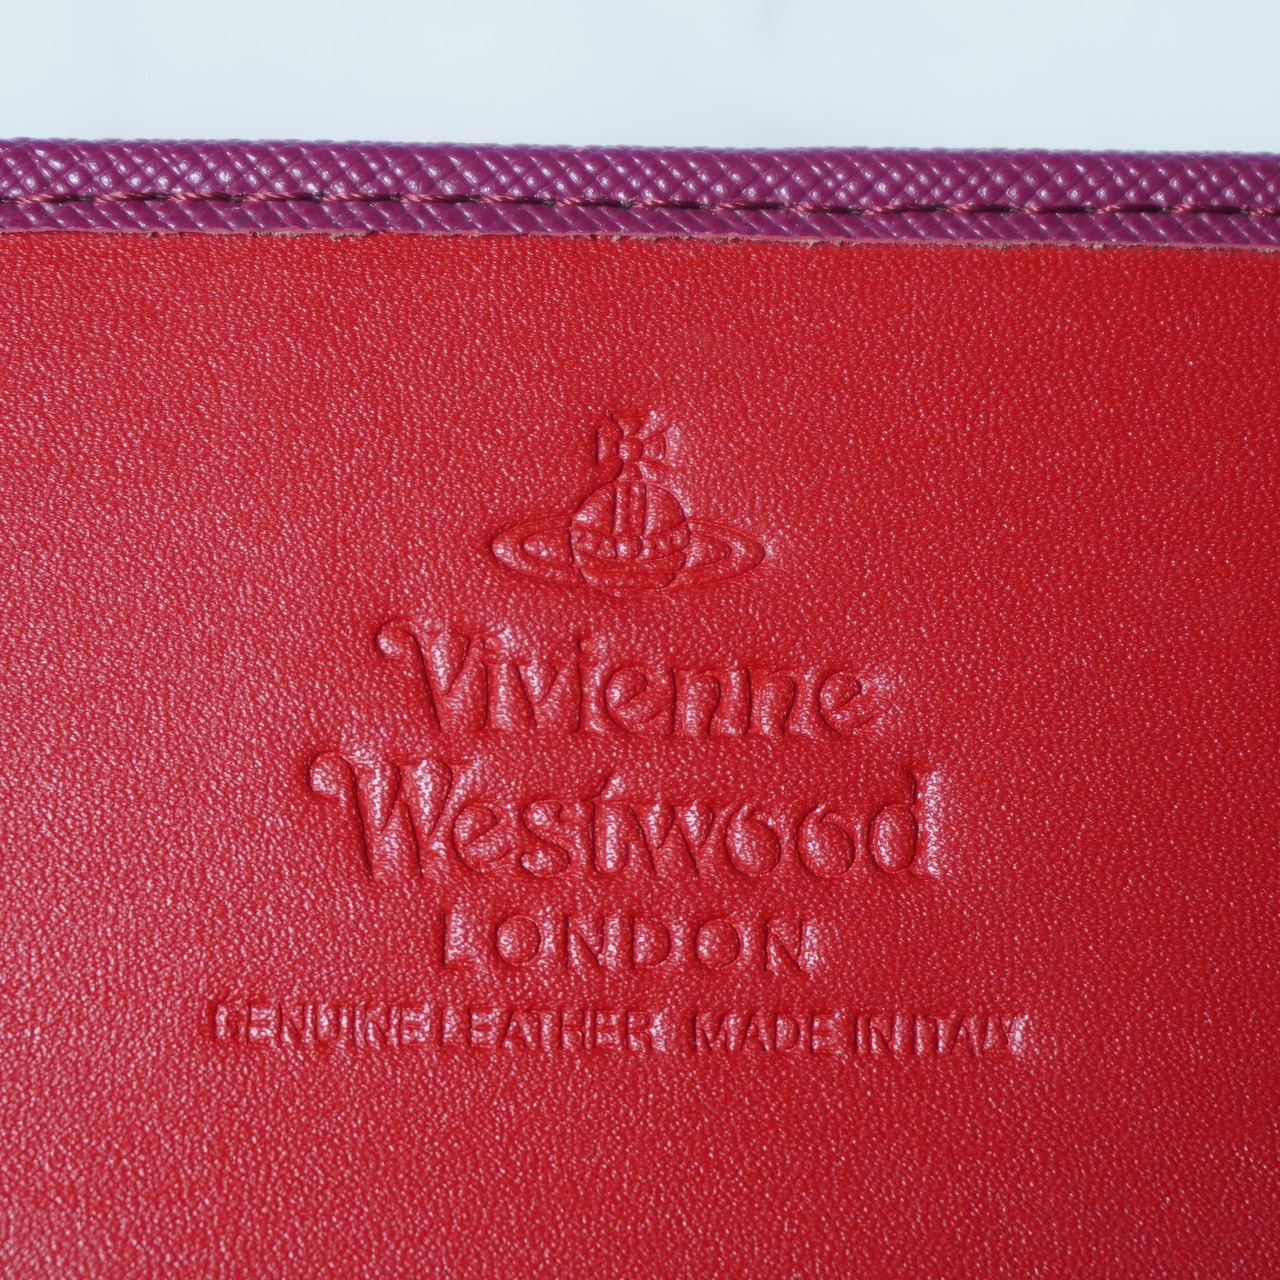 Vivienne
Westwood
LONDON
GENUINE LEATHER MADE IN ITALY